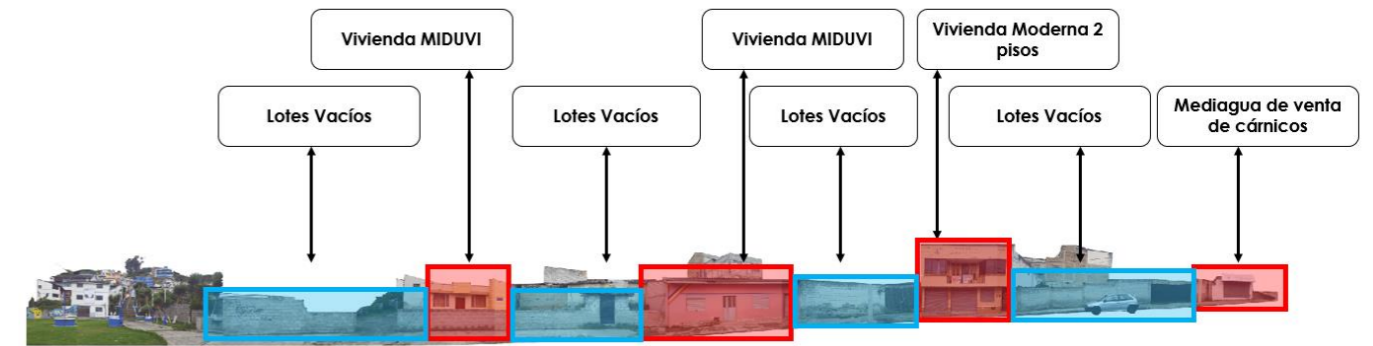 Vivienda MIDUVI
Vivienda MIDUVI
Vivienda Moderna 2
pisos
Lotes Vacíos
Lotes Vacíos
Lotes Vacíos
Lotes Vacíos
Mediagua de venta
de cárnicos